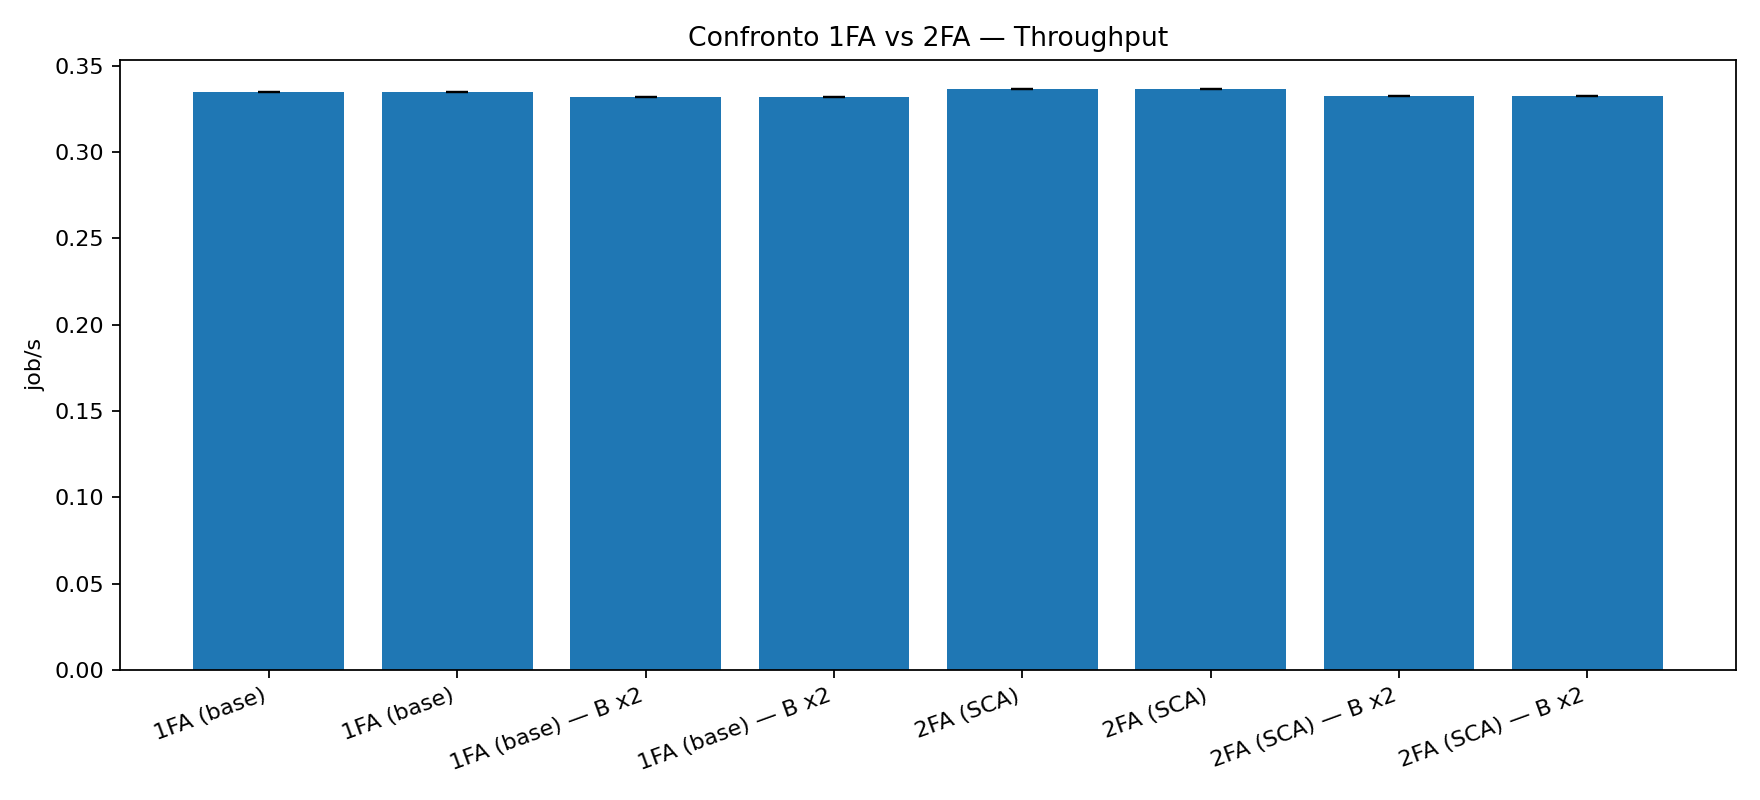 Confronto 1FA vs 2FA — Throughput
job/s
0.35
0.30
0.25
0.20
0.15
0.10
0.05
0.00
1FA (base)
1FA (base)
1FA (base) — B x2
1FA (base) — B x2
2FA (SCA)
2FA (SCA)
2FA (SCA) — B x2
2FA (SCA) — B x2